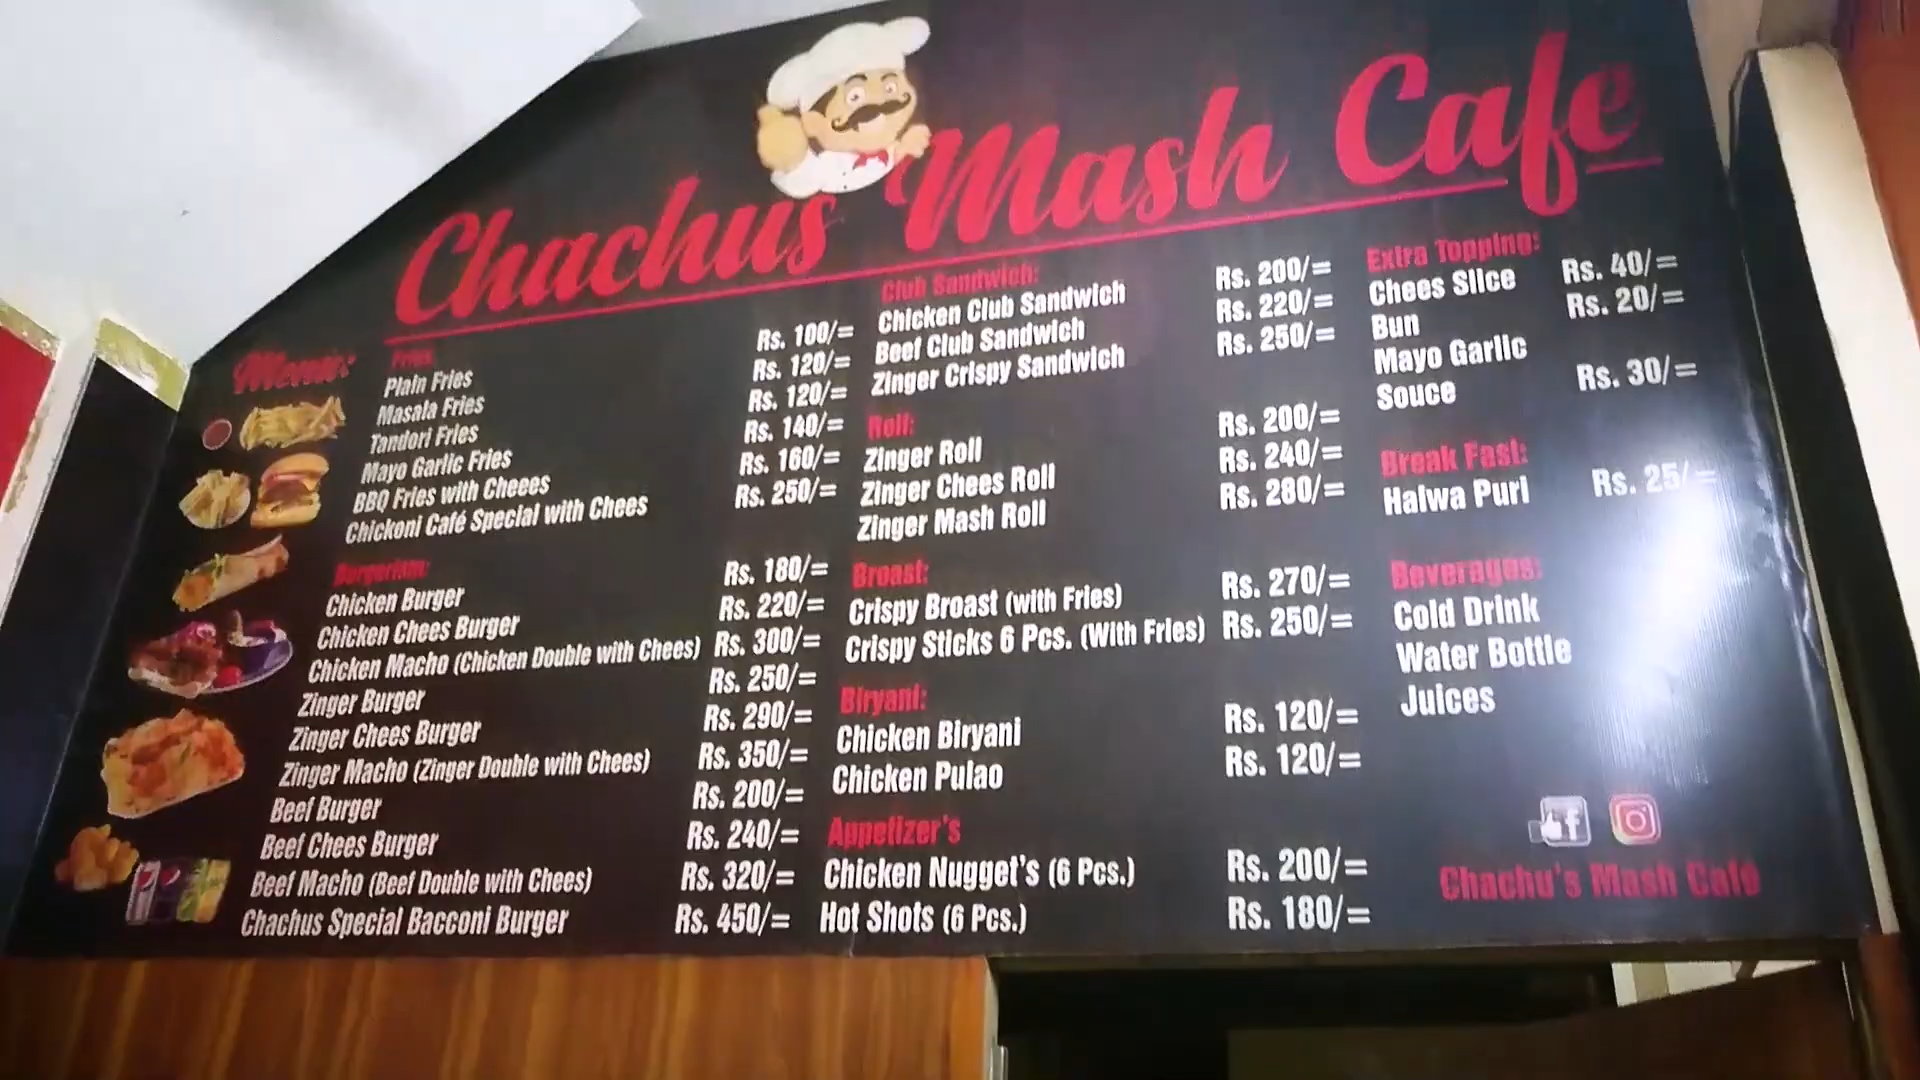 Chachus Mash Cafe
Menu:
Fries:
Plain Fries Rs. 100/=
Masala Fries Rs. 120/=
Tandori Fries Rs. 120/=
Mayo Garlic Fries Rs. 140/=
BBQ Fries with Cheees Rs. 160/=
Chickoni Café Special with Chees Rs. 250/=
Chicken Burger Rs. 180/=
Chicken Chees Burger Rs. 220/=
Chicken Macho (Chicken Double with Chees) Rs. 300/=
Zinger Burger Rs. 250/=
Zinger Chees Burger Rs. 290/=
Zinger Macho (Zinger Double with Chees) Rs. 350/=
Beef Burger Rs. 200/=
Beef Chees Burger Rs. 240/=
Beef Macho (Beef Double with Chees) Rs. 320/=
Chachus Special Bacconi Burger Rs. 450/=
Club Sandwich:
Chicken Club Sandwich Rs. 200/=
Beef Club Sandwich Rs. 220/=
Zinger Crispy Sandwich Rs. 250/=
Roll:
Zinger Roll Rs. 200/=
Zinger Chees Roll Rs. 240/=
Zinger Mash Roll Rs. 280/=
Broast:
Crispy Broast (with Fries) Rs. 270/=
Crispy Sticks 6 Pcs. (With Fries) Rs. 250/=
Biryani:
Chicken Biryani Rs. 120/=
Chicken Pulao Rs. 120/=
Appetizer's
Chicken Nugget's (6 Pcs.) Rs. 200/=
Hot Shots (6 Pcs.) Rs. 180/=
Extra Topping:
Chees Slice Rs. 40/=
Bun Rs. 20/=
Mayo Garlic
Souce Rs. 30/=
Break Fast:
Halwa Puri Rs. 25/=
Beverages:
Cold Drink
Water Bottle
Juices
Chachu's Mash Café